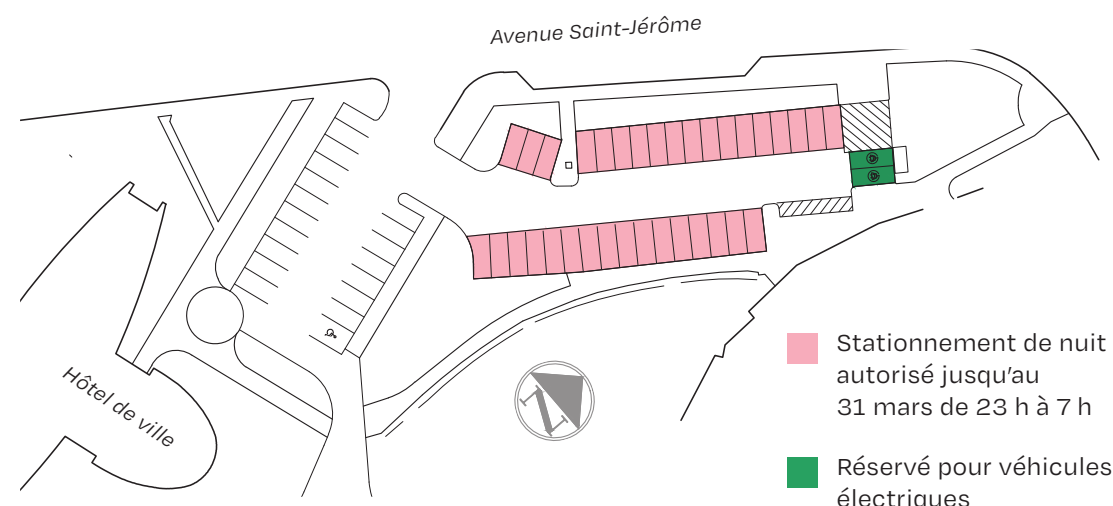 Avenue Saint-Jérôme
Hôtel de ville
N
Stationnement de nuit
autorisé jusqu'au
31 mars de 23 h à 7 h
Réservé pour véhicules
électriques